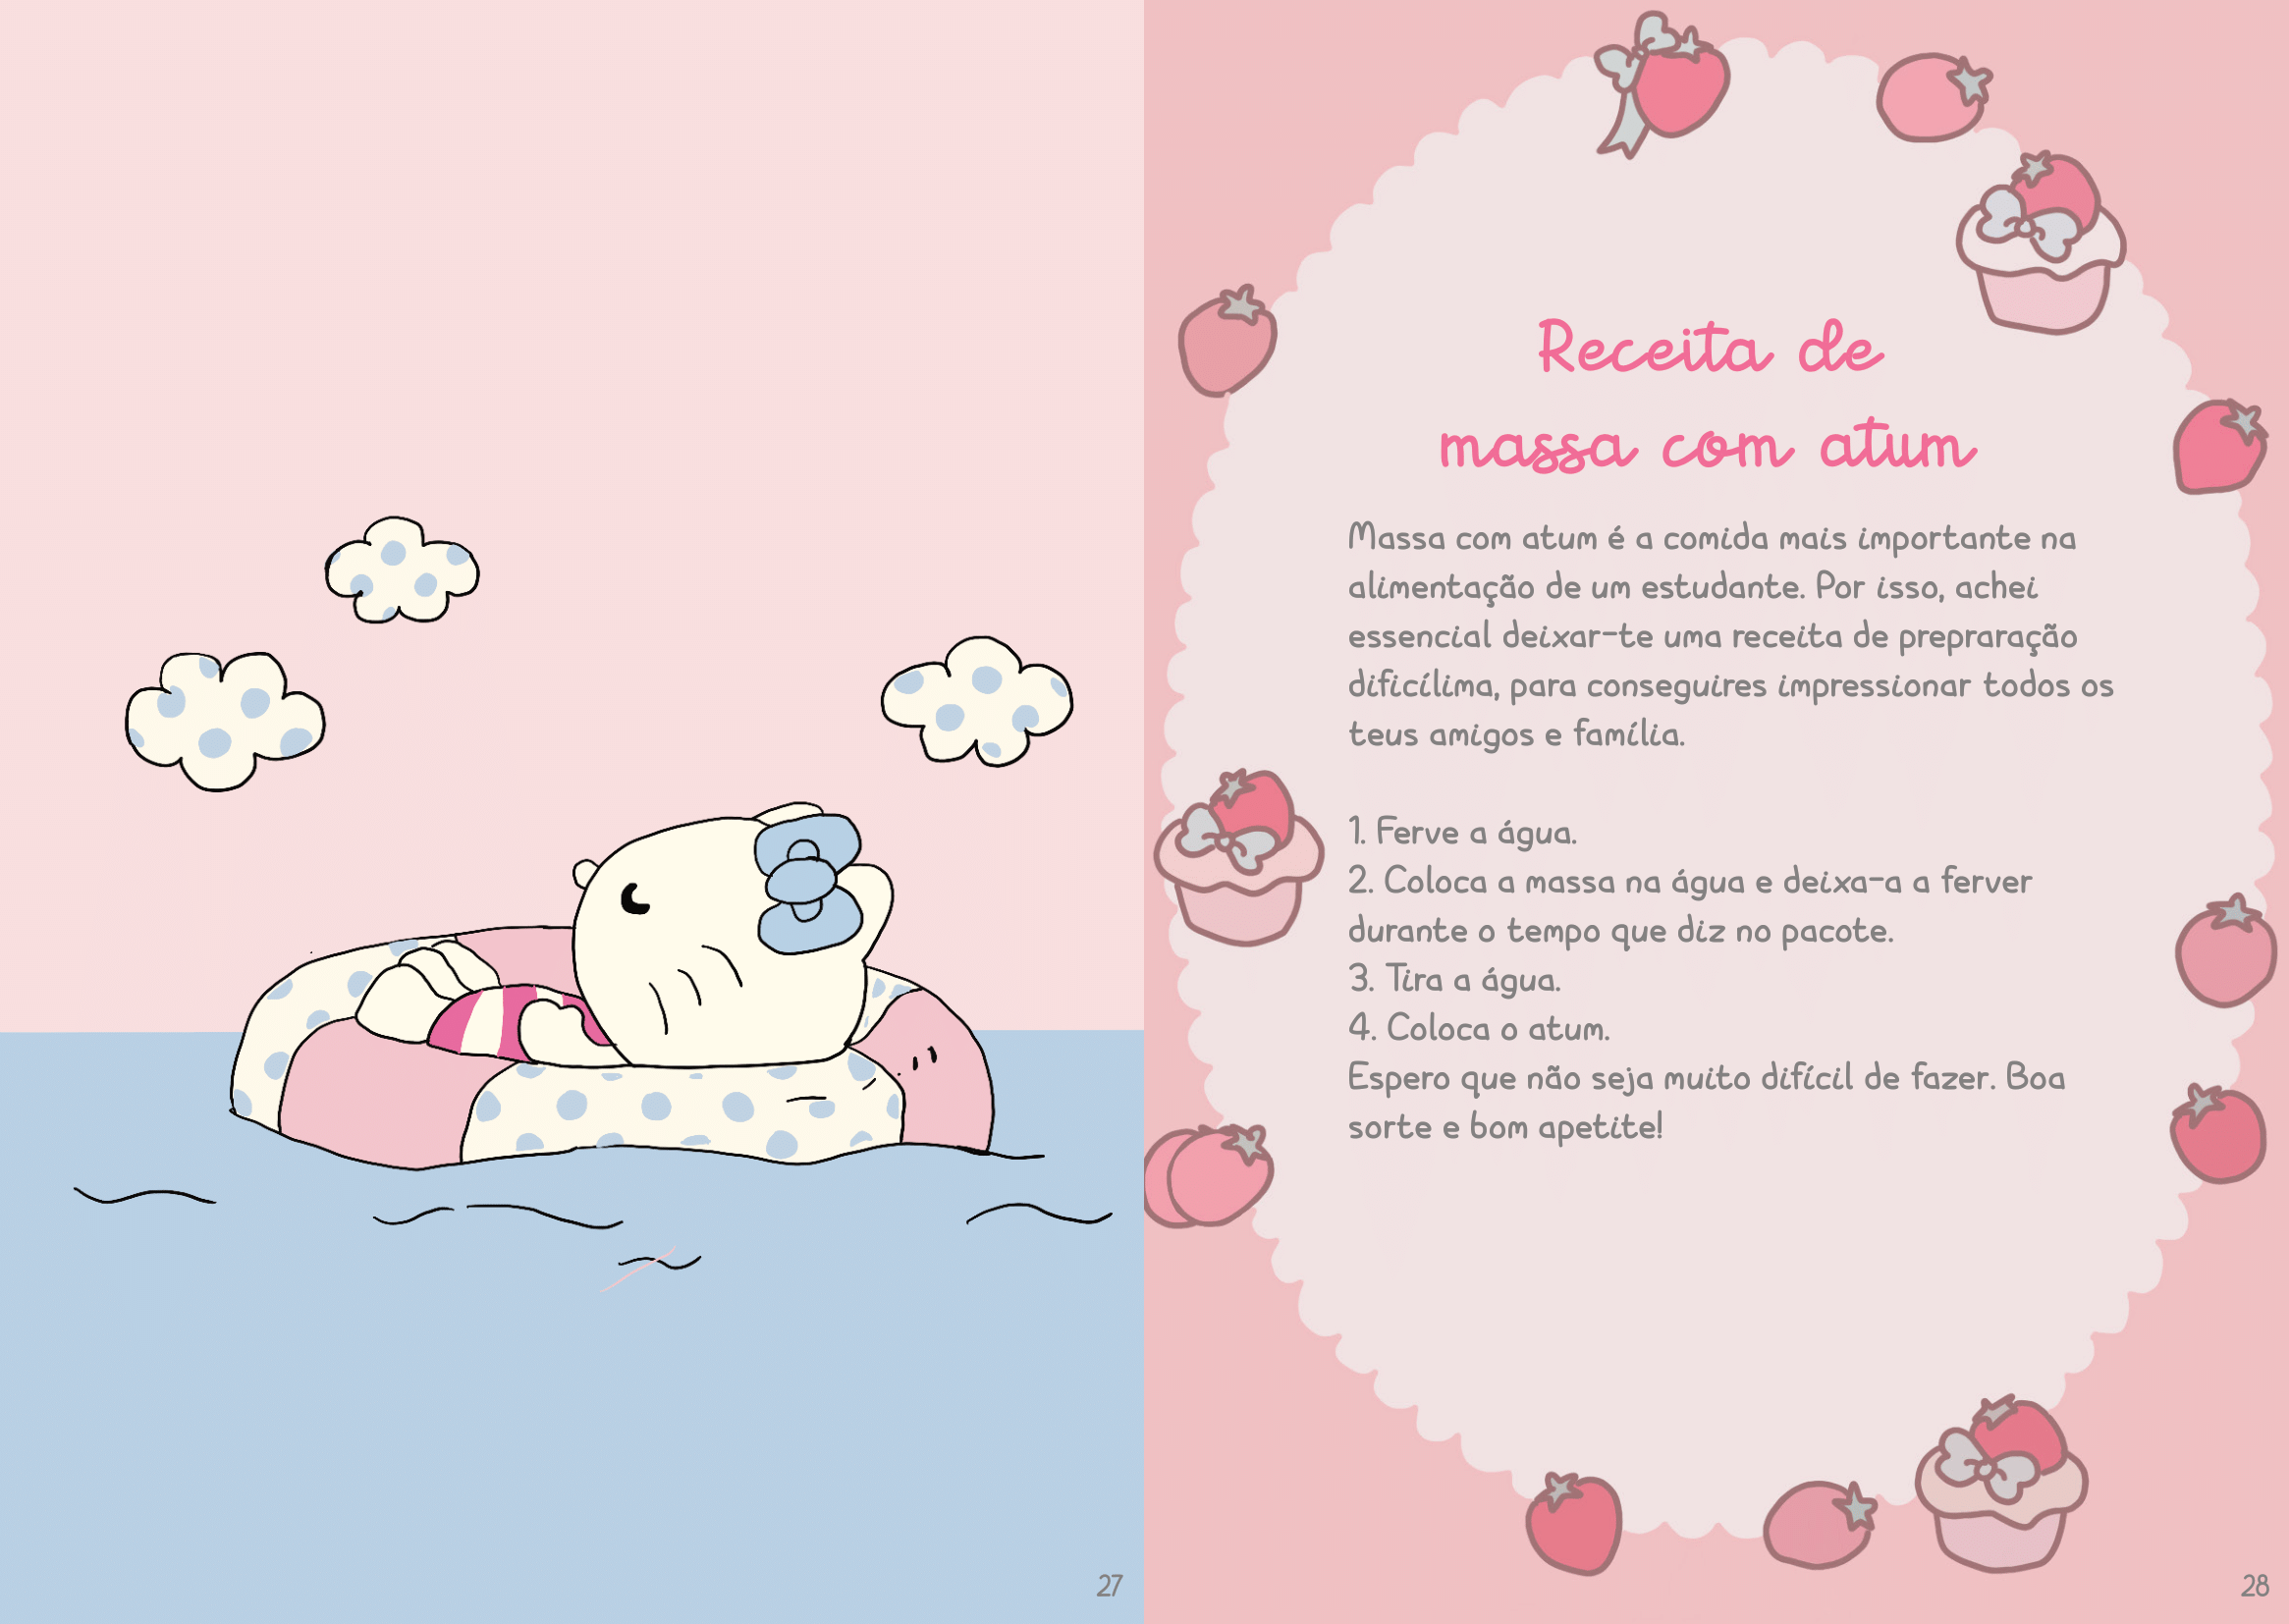 27
Receita de
massa com atum
Massa com atum é a comida mais importante na
alimentação de um estudante. Por isso, achei
essencial deixar-te uma receita de prepraração
dificílima, para conseguires impressionar todos os
teus amigos e família.
1. Ferve a água.
2. Coloca a massa na água e deixa-a a ferver
durante o tempo que diz no pacote.
3. Tira a água.
4. Coloca o atum.
Espero que não seja muito difícil de fazer. Boa
sorte e bom apetite!
28